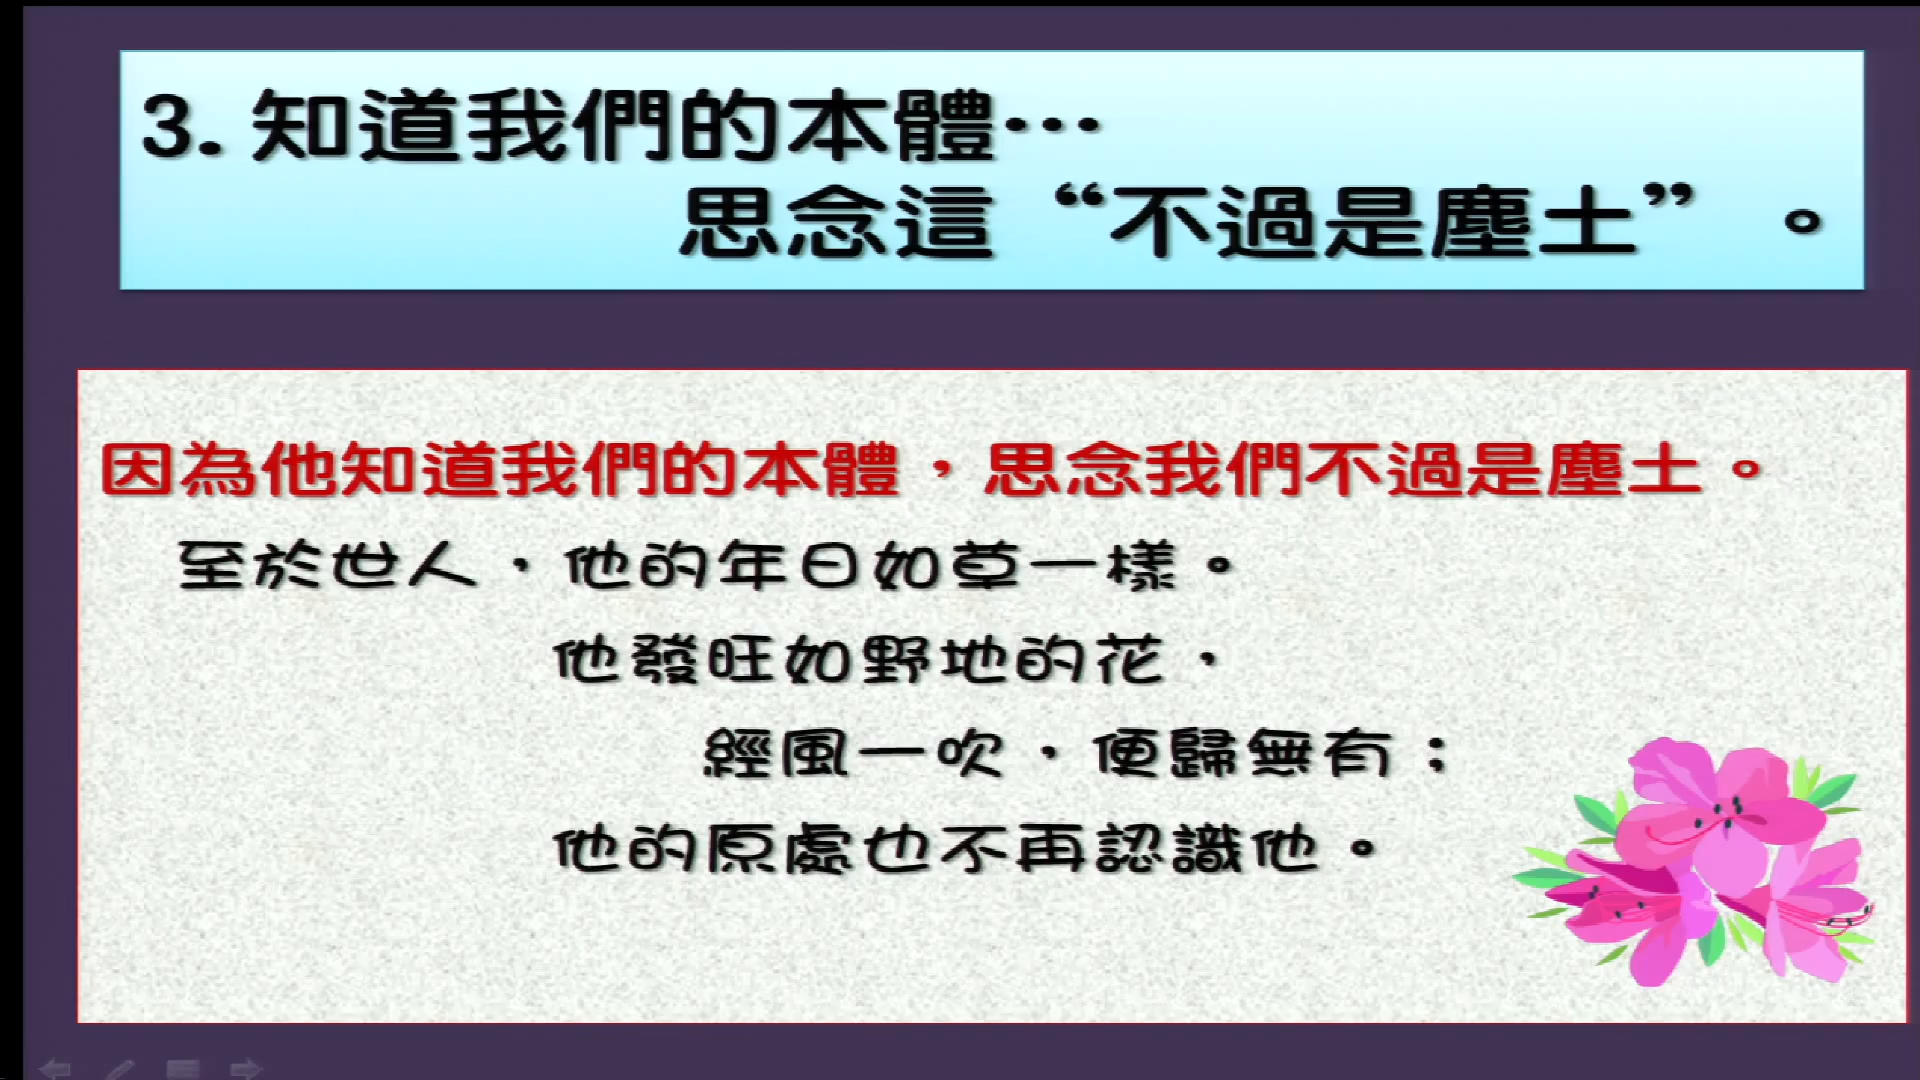 3. 知道我們的本體…
思念這“不過是塵土”。
因為他知道我們的本體，思念我們不過是塵土。
至於世人，他的年日如草一樣。
他發旺如野地的花，
經風一吹，便歸無有；
他的原處也不再認識他。